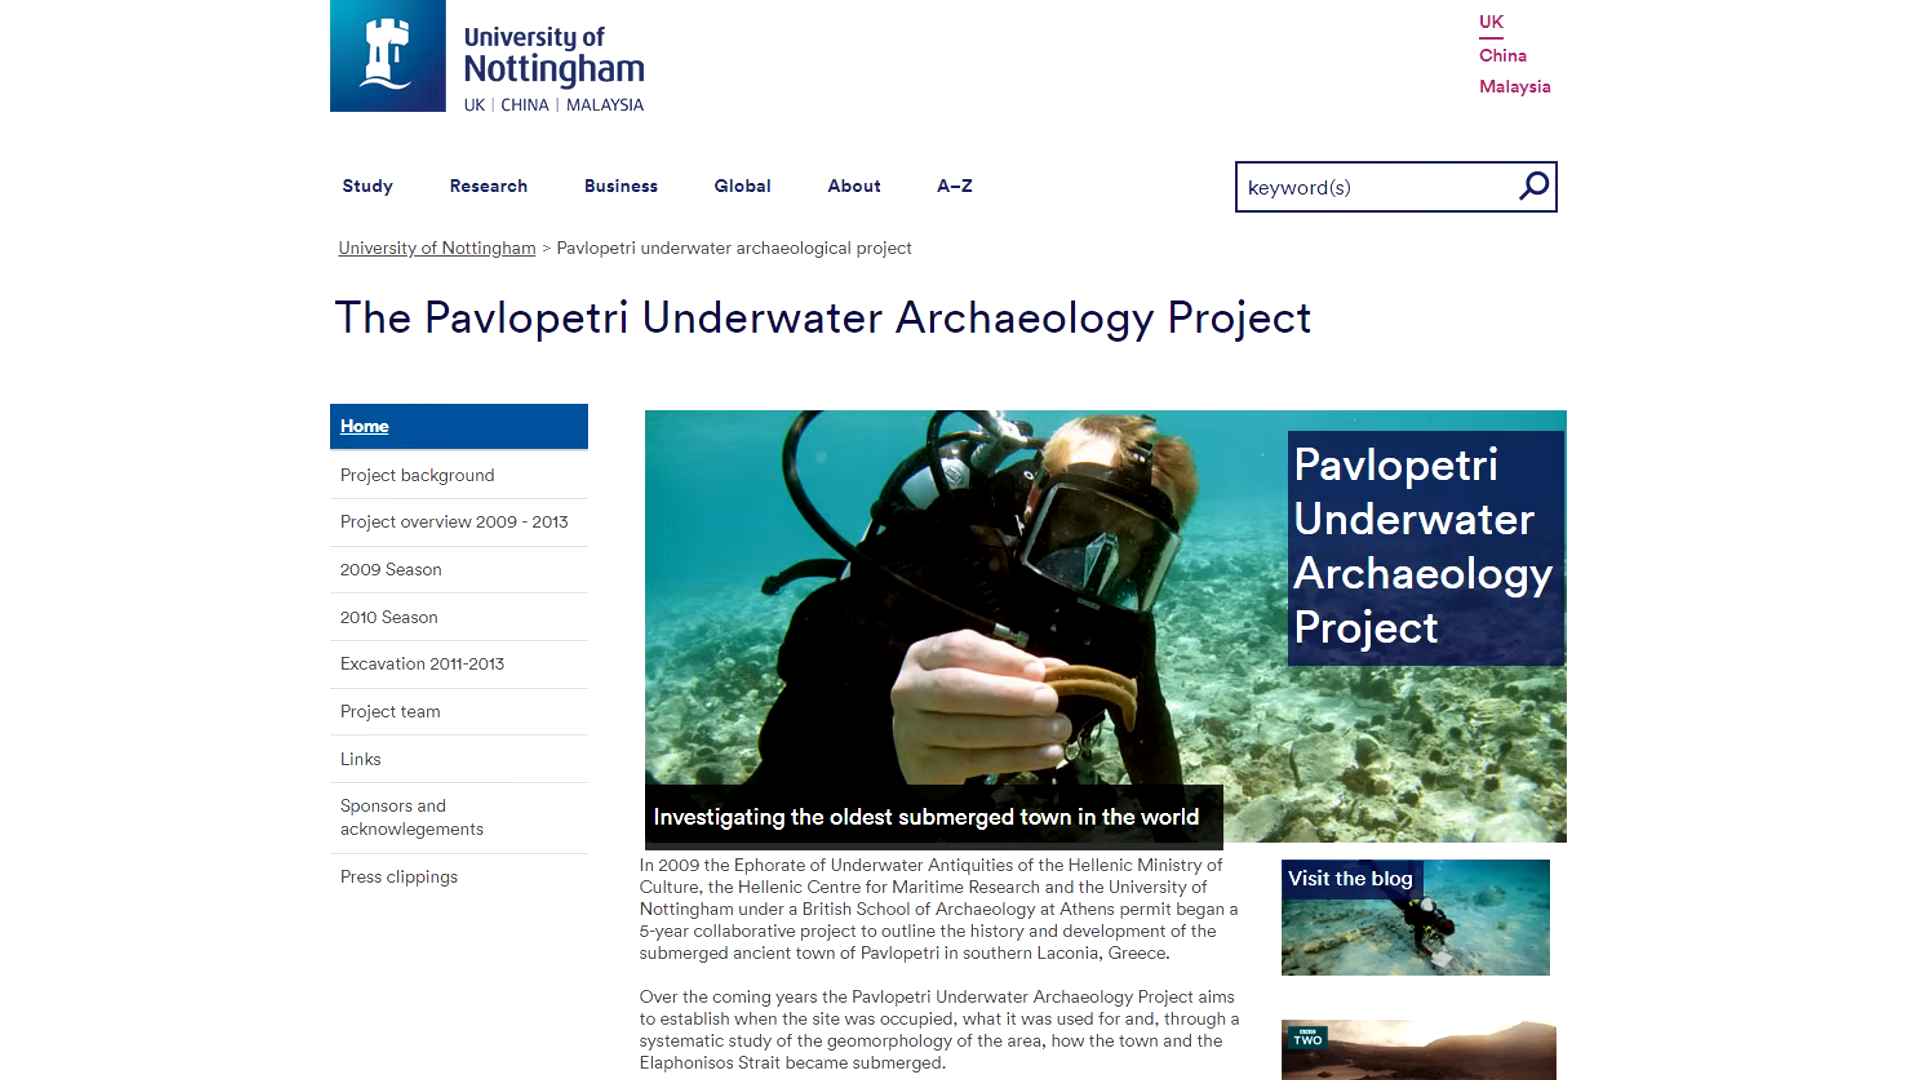 University of
Nottingham
UK | CHINA | MALAYSIA
UK
China
Malaysia
Study
Research
Business
Global
About
A–Z
keyword(s)
University of Nottingham > Pavlopetri underwater archaeological project
The Pavlopetri Underwater Archaeology Project
Home
Project background
Project overview 2009 - 2013
2009 Season
2010 Season
Excavation 2011-2013
Project team
Links
Sponsors and
acknowlegements
Press clippings
Pavlopetri
Underwater
Archaeology
Project
Investigating the oldest submerged town in the world
In 2009 the Ephorate of Underwater Antiquities of the Hellenic Ministry of
Culture, the Hellenic Centre for Maritime Research and the University of
Nottingham under a British School of Archaeology at Athens permit began a
5-year collaborative project to outline the history and development of the
submerged ancient town of Pavlopetri in southern Laconia, Greece.
Over the coming years the Pavlopetri Underwater Archaeology Project aims
to establish when the site was occupied, what it was used for and, through a
systematic study of the geomorphology of the area, how the town and the
Elaphonisos Strait became submerged.
Visit the blog
BBC
TWO